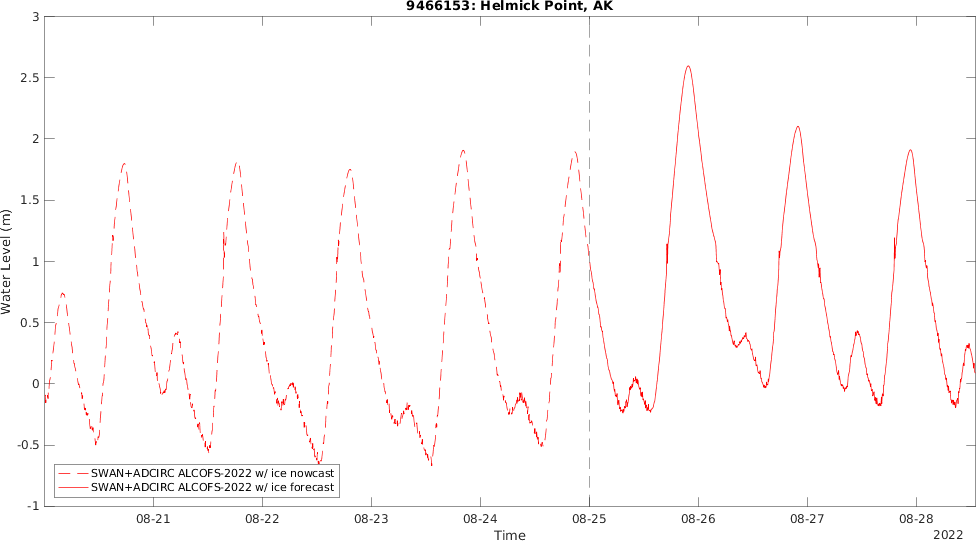 9466153: Helmick Point, AK
3
2.5
2
1.5
1
0.5
0
-0.5
-1
Water Level (m)
SWAN+ADCIRC ALCOFS-2022 w/ ice nowcast
SWAN+ADCIRC ALCOFS-2022 w/ ice forecast
08-21 08-22 08-23 08-24 08-25 08-26 08-27 08-28
Time
2022